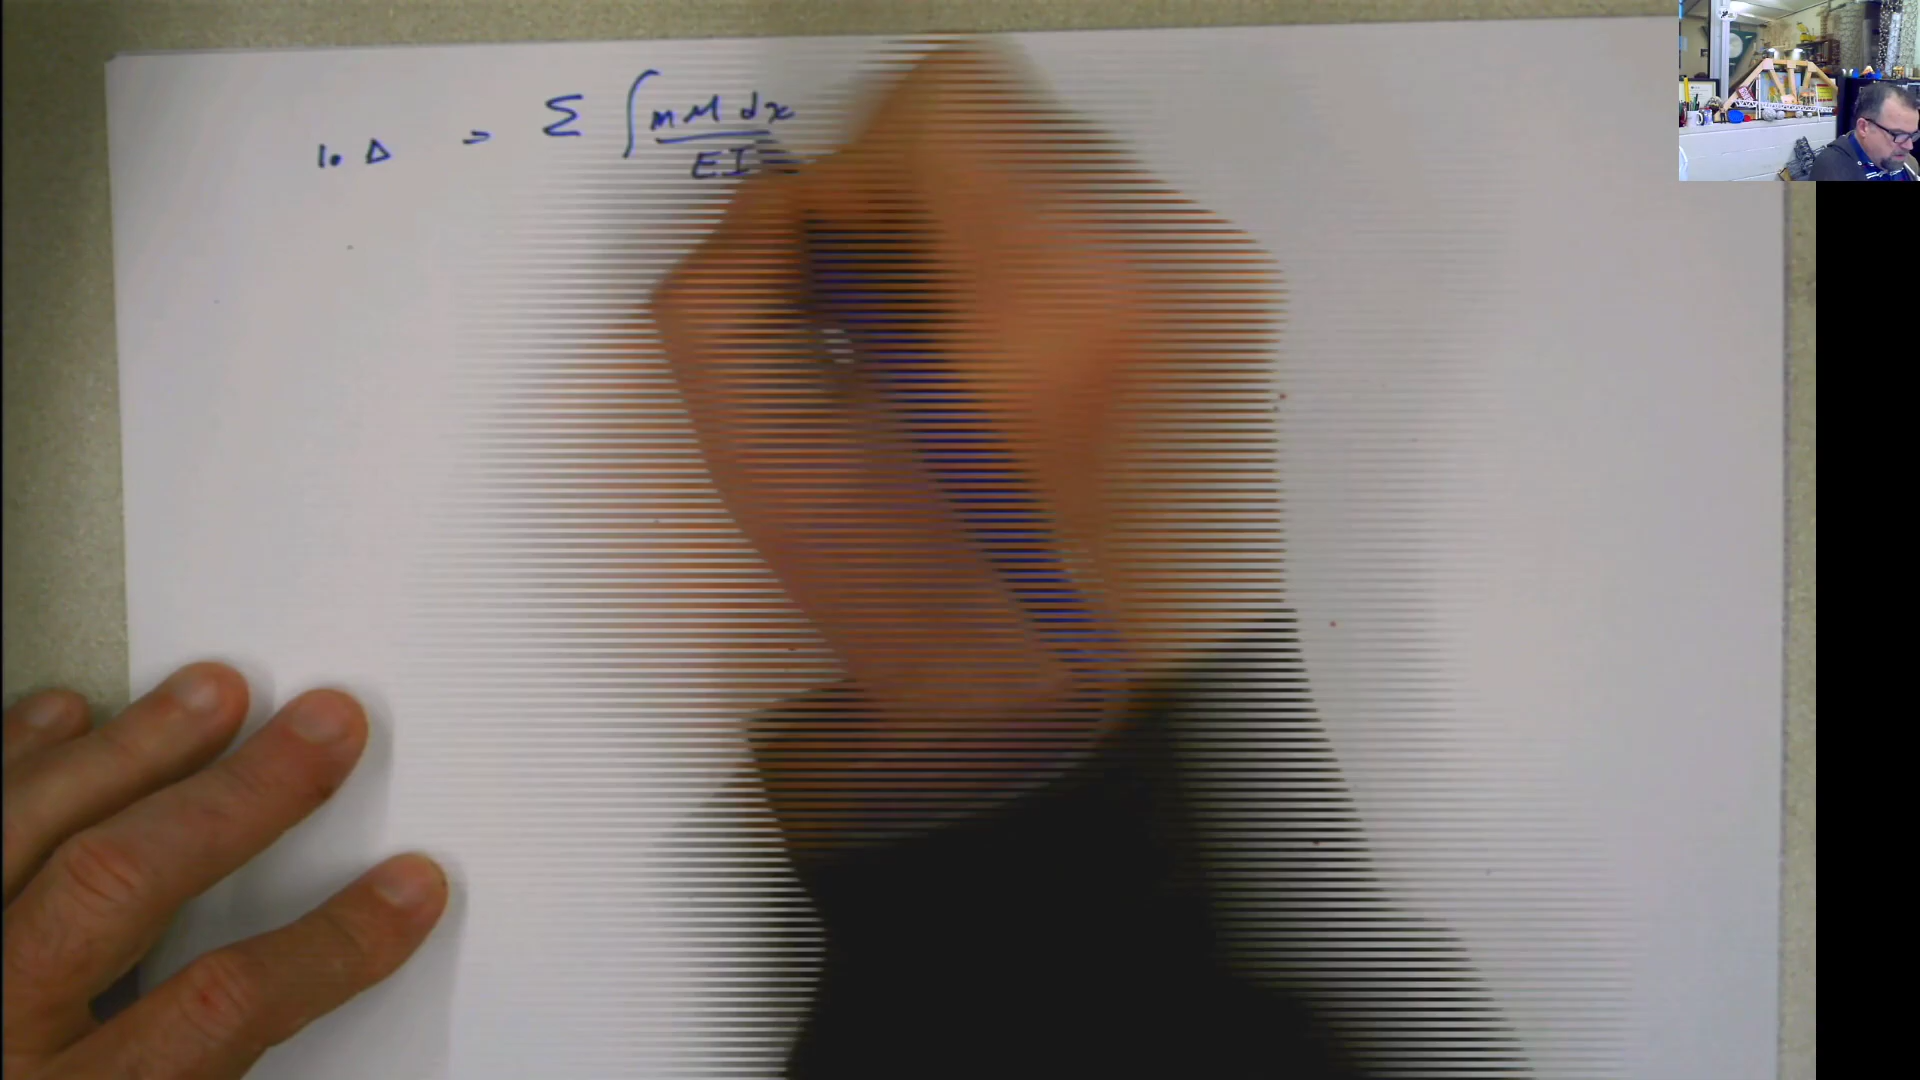 1. Δ = Σ ∫ mM dx / EI